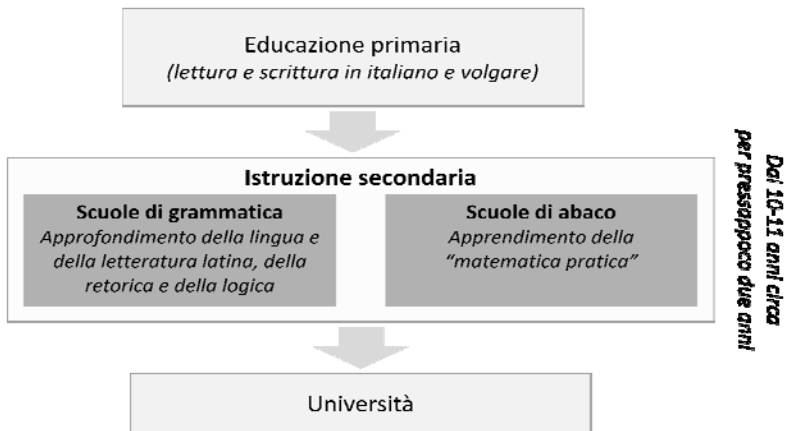 Educazione primaria
(lettura e scrittura in italiano e volgare)
Istruzione secondaria
Scuole di grammatica
Approfondimento della lingua e
della letteratura latina, della
retorica e della logica
Scuole di abaco
Apprendimento della
“matematica pratica”
Dai 10-11 anni circa
per pressappoco due anni
Università